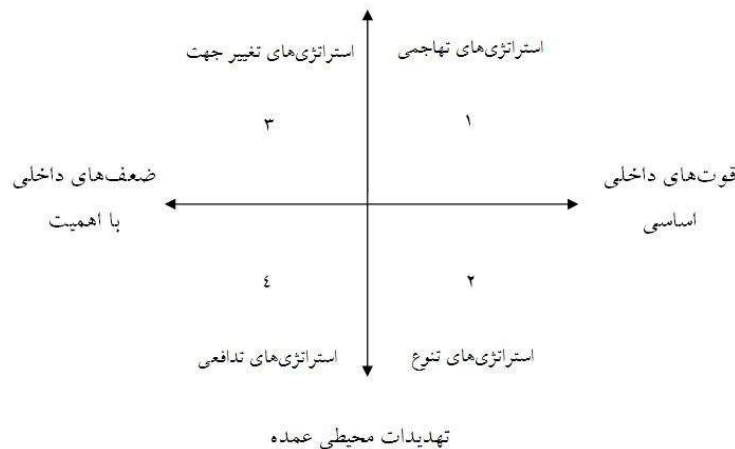 استراتژی‌های تهاجمی
استراتژی‌های تغییر جهت
۱
۳
قوت‌های داخلی
اساسی
ضعف‌های داخلی
با اهمیت
۲
٤
استراتژی‌های تنوع
استراتژی‌های تدافعی
تهدیدات محیطی عمده